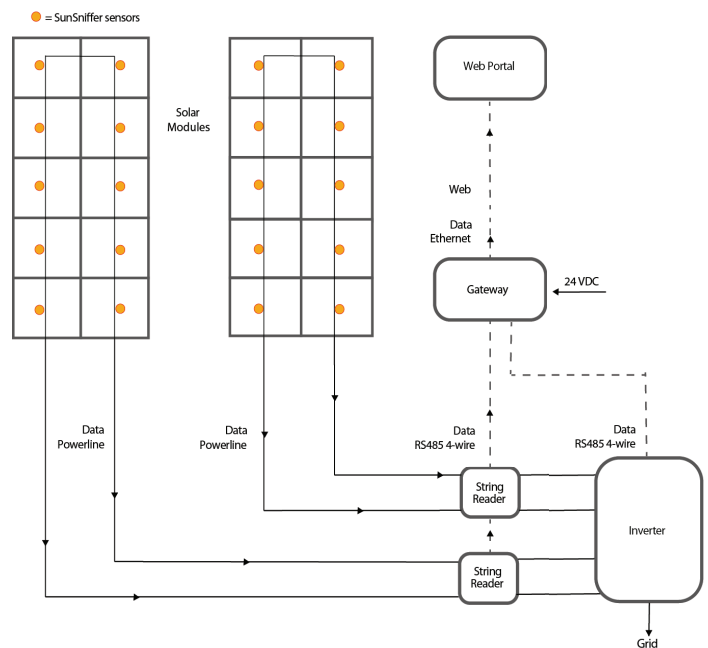 = SunSniffer sensors
Solar
Modules
Web Portal
Web
Data
Ethernet
Gateway
24 VDC
Data
Powerline
Data
Powerline
Data
RS485 4-wire
Data
RS485 4-wire
String
Reader
Inverter
String
Reader
Grid